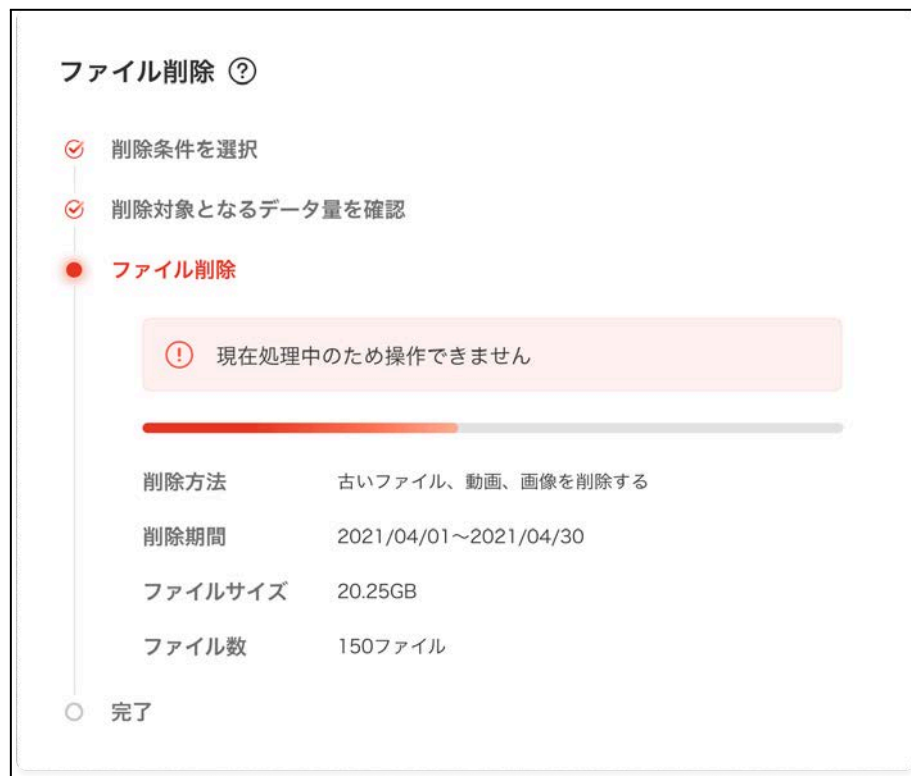 ファイル削除 ?
削除条件を選択
削除対象となるデータ量を確認
ファイル削除
! 現在処理中のため操作できません
削除方法 古いファイル、動画、画像を削除する
削除期間 2021/04/01～2021/04/30
ファイルサイズ 20.25GB
ファイル数 150ファイル
完了